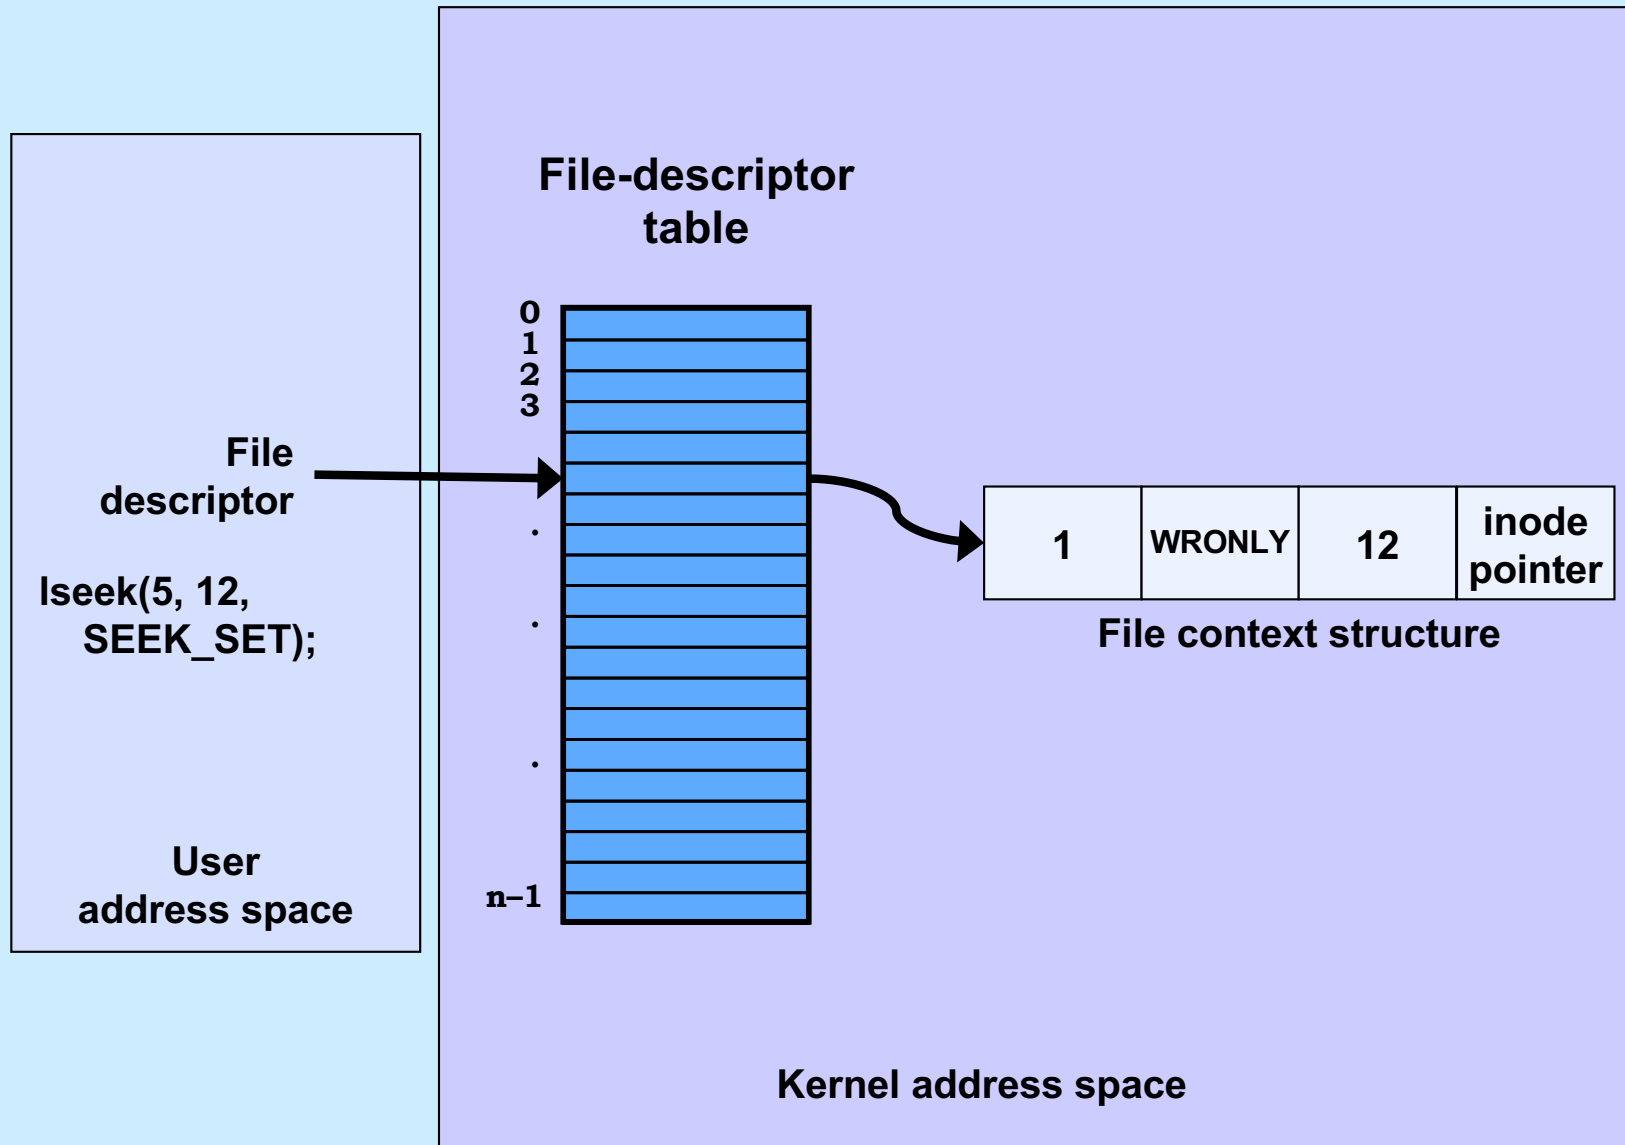 File-descriptor
table
0
1
2
3
.
.
.
n–1
File
descriptor
lseek(5, 12,
SEEK_SET);
User
address space
1
WRONLY
12
inode
pointer
File context structure
Kernel address space